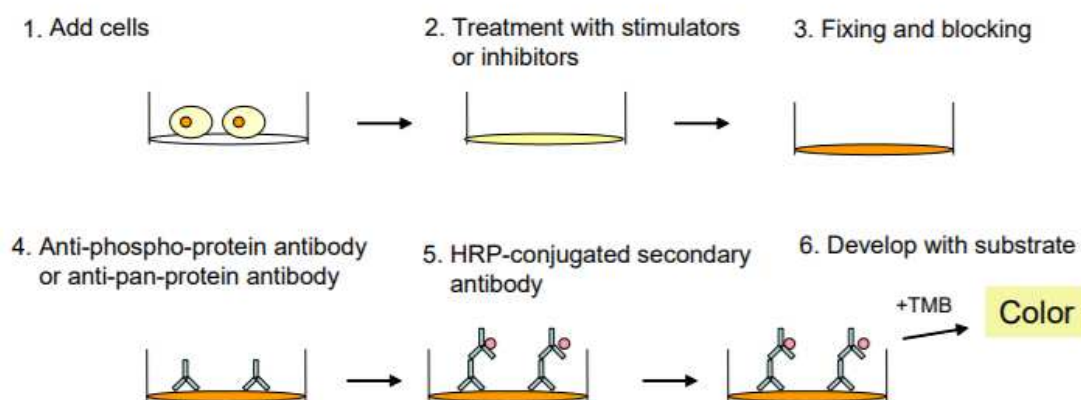 1. Add cells
2. Treatment with stimulators
or inhibitors
3. Fixing and blocking
4. Anti-phospho-protein antibody
or anti-pan-protein antibody
5. HRP-conjugated secondary
antibody
6. Develop with substrate
+TMB
Color